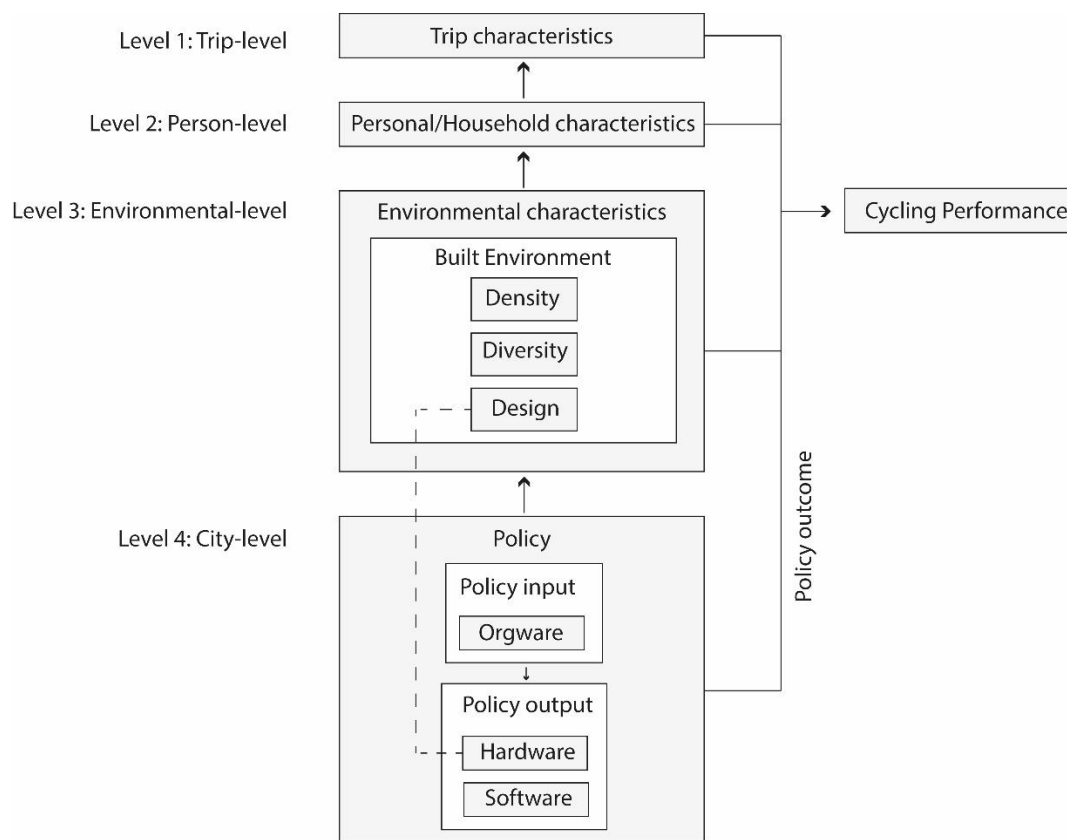 Level 1: Trip-level
Trip characteristics
Level 2: Person-level
Personal/Household characteristics
Level 3: Environmental-level
Environmental characteristics
Cycling Performance
Built Environment
Density
Diversity
Design
Policy outcome
Level 4: City-level
Policy
Policy input
Orgware
Policy output
Hardware
Software